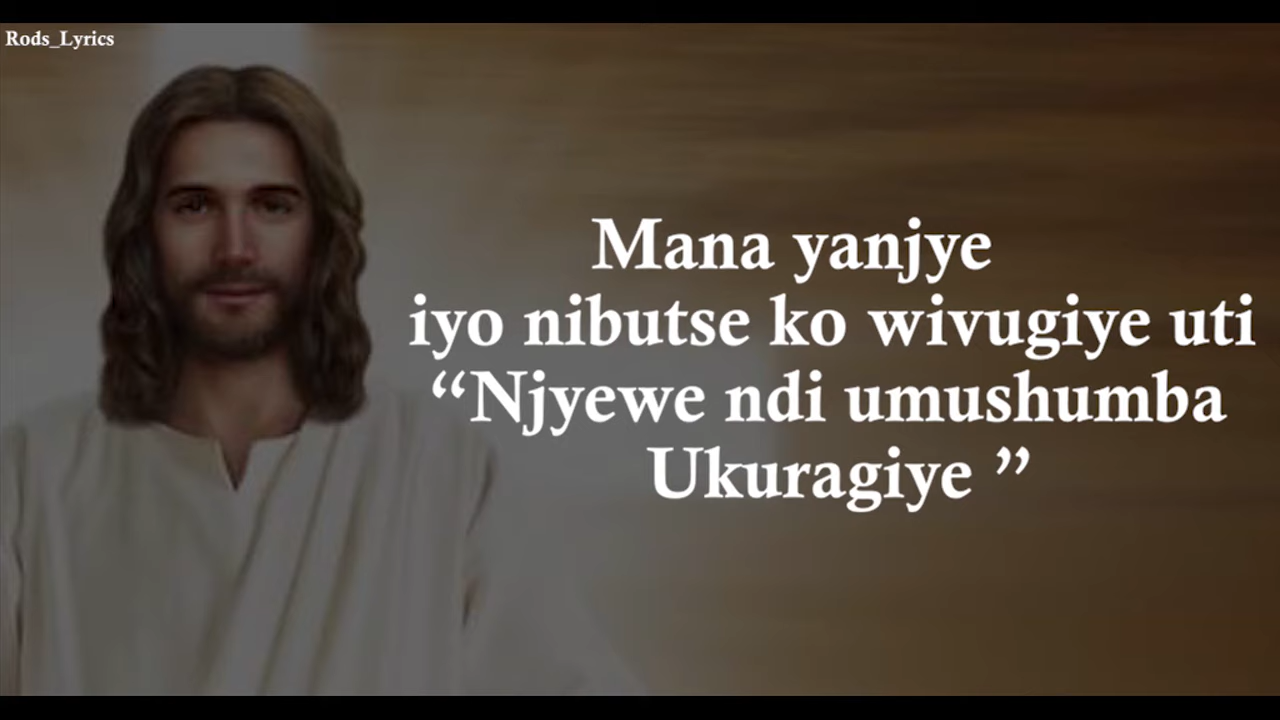 Rods_Lyrics
Mana yanjye
iyo nibutse ko wivugiye uti
“Njyewe ndi umushumba
Ukuragiye ”